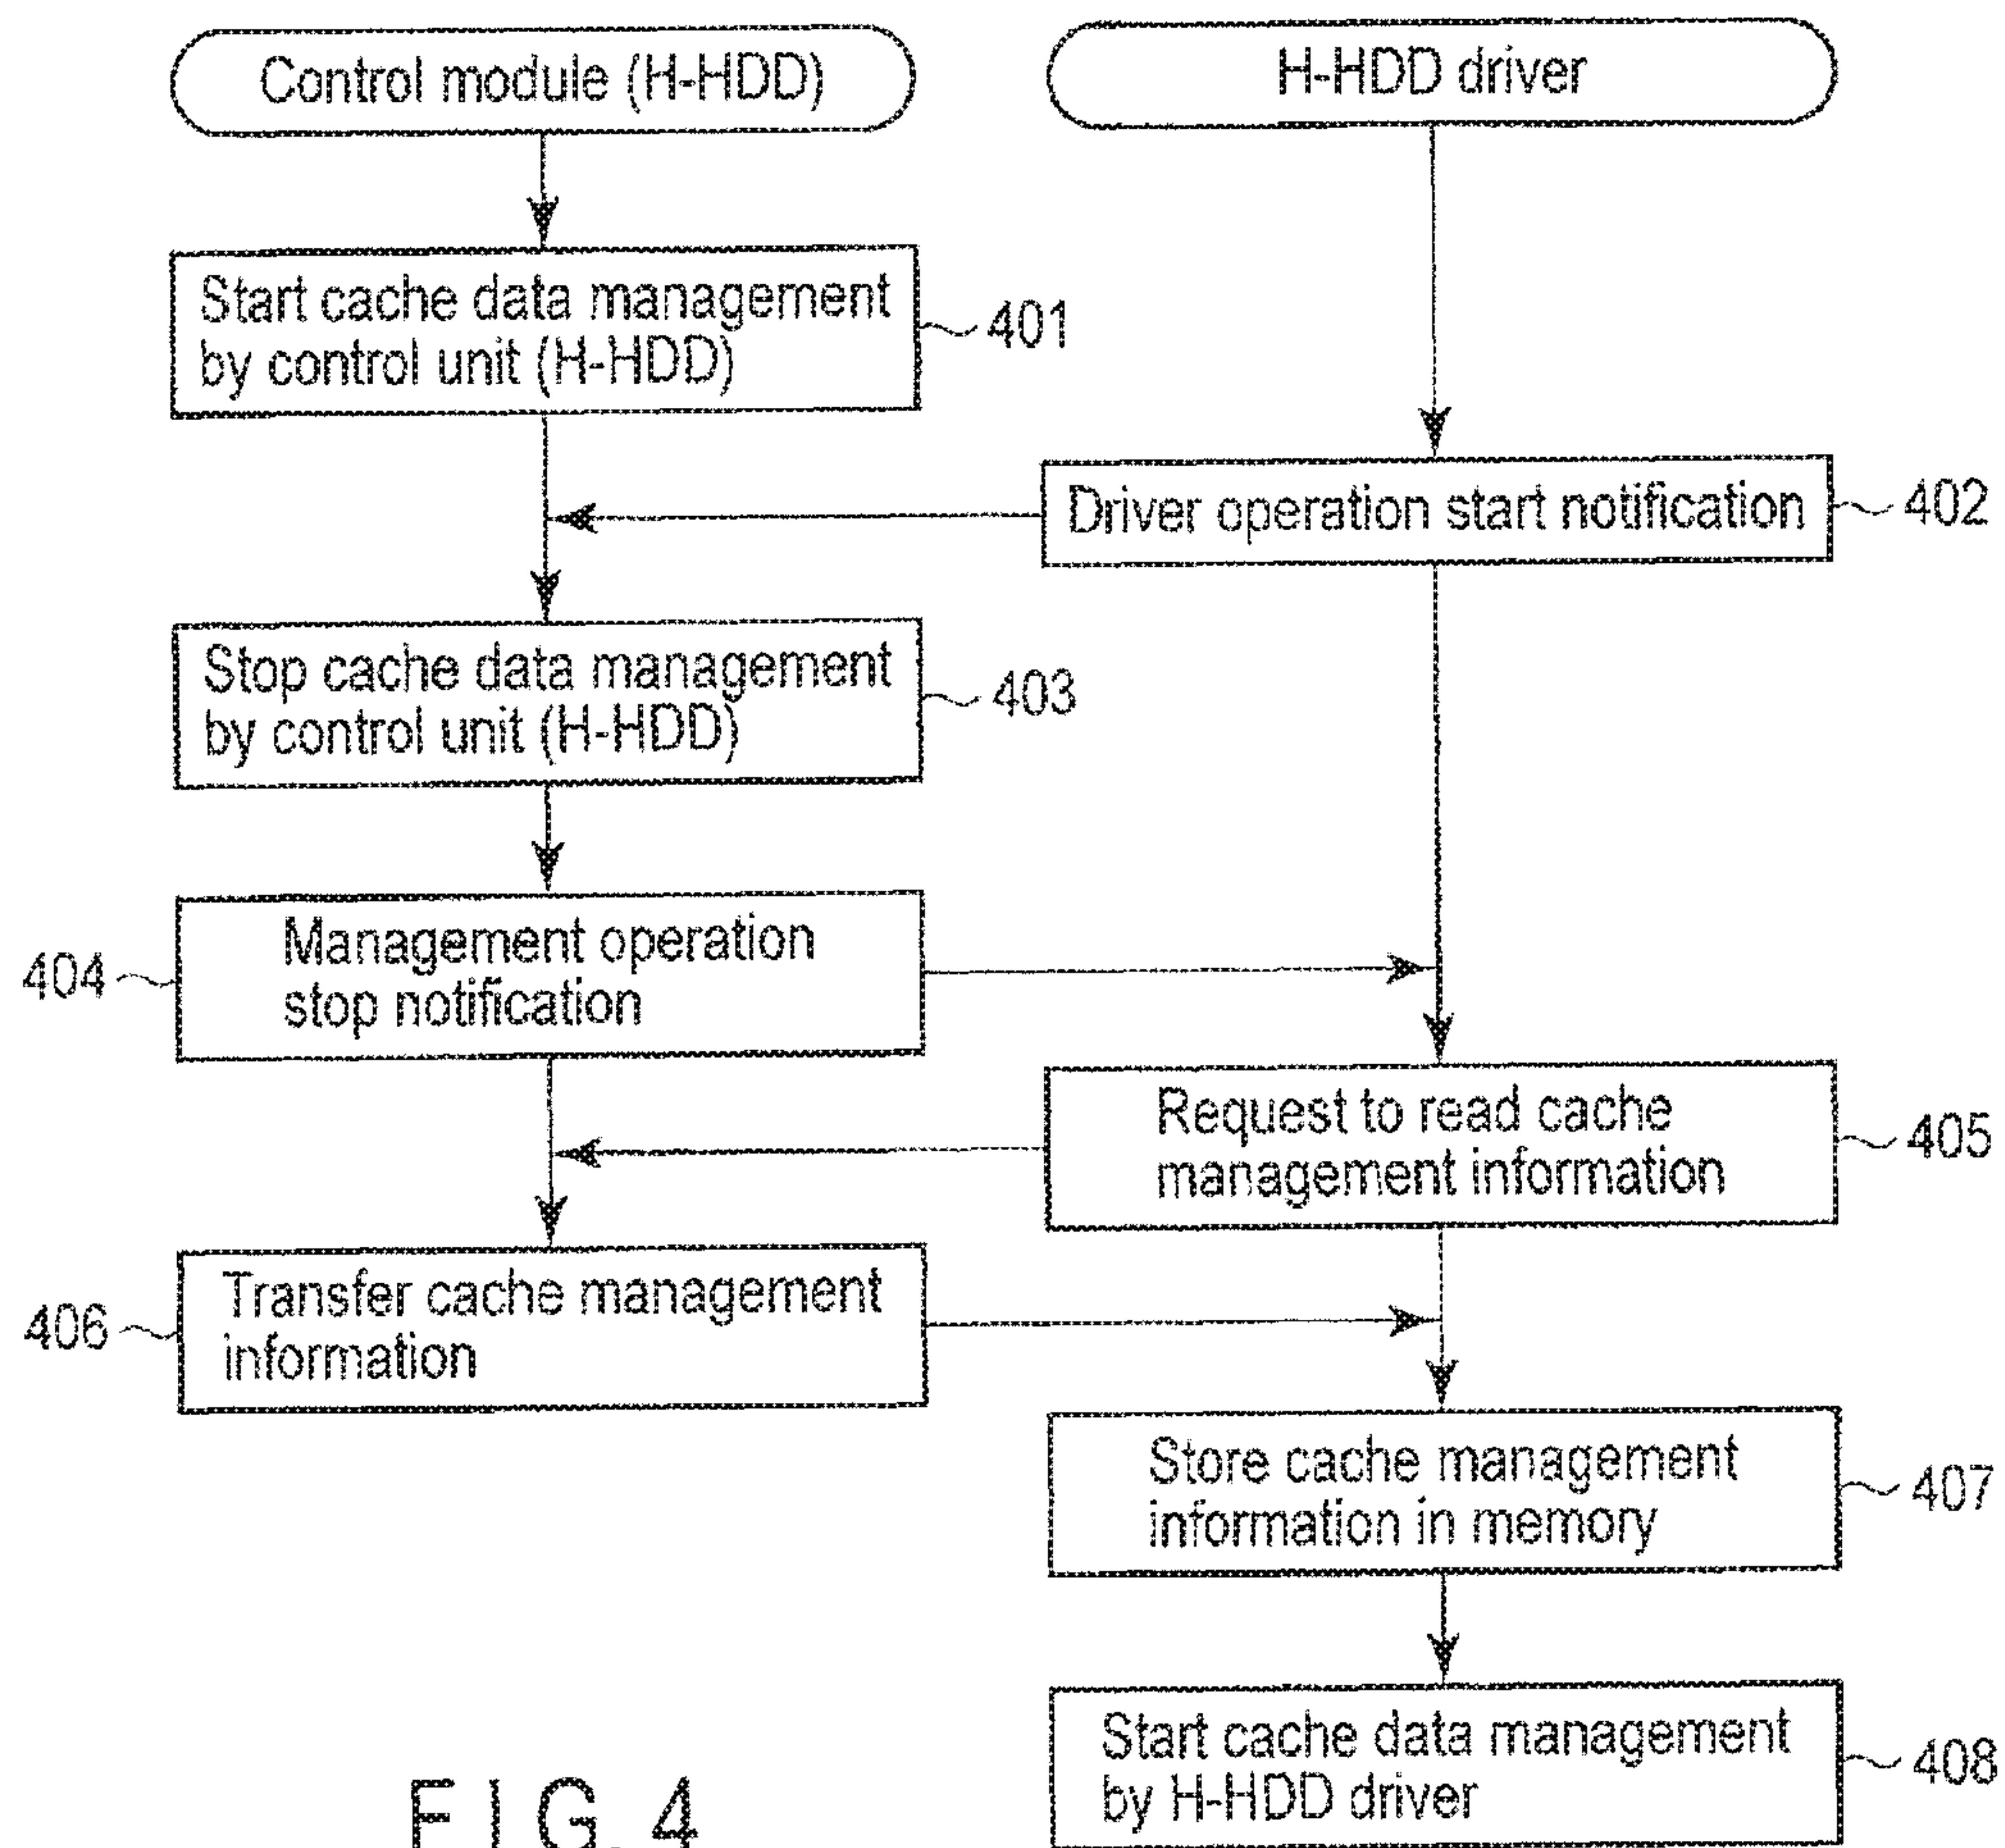 Control module (H-HDD)
H-HDD driver
Start cache data management
by control unit (H-HDD)
401
Driver operation start notification
402
Stop cache data management
by control unit (H-HDD)
403
404
Management operation
stop notification
Request to read cache
management information
405
406
Transfer cache management
information
Store cache management
information in memory
407
Start cache data management
by H-HDD driver
408
FIG. 4